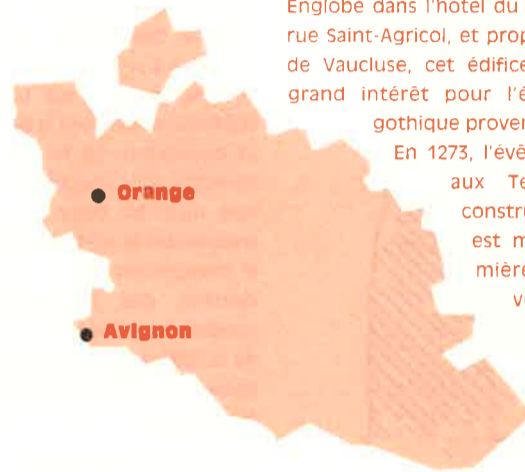 Englobé dans l'hôtel du
rue Saint-Agricol, et prop
de Vaucluse, cet édifice
grand intérêt pour l'é
gothique prover
En 1273, l'évê
aux Te
constru
est m
mière
v
Orange
Avignon